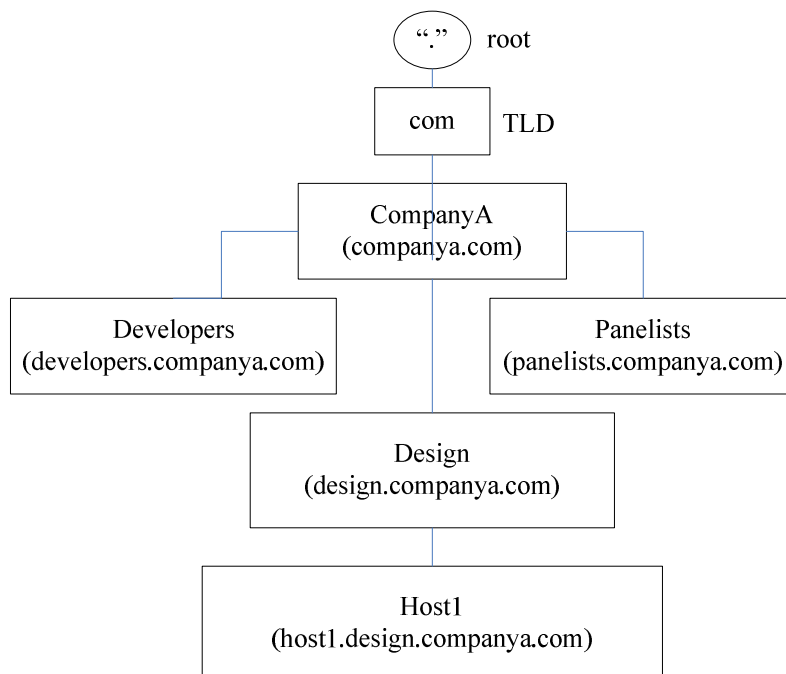 “.” root
com TLD
CompanyA
(companya.com)
Developers
(developers.companya.com)
Panelists
(panelists.companya.com)
Design
(design.companya.com)
Host1
(host1.design.companya.com)